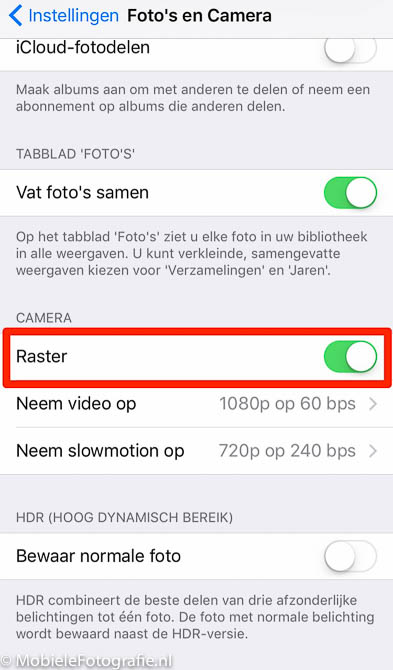 Instellingen Foto's en Camera
iCloud-fotodelen
Maak albums aan om met anderen te delen of neem een
abonnement op albums die anderen delen.
TABBLAD 'FOTO'S'
Vat foto's samen
Op het tabblad 'Foto's' ziet u elke foto in uw bibliotheek
in alle weergaven. U kunt verkleinde, samengevatte
weergaven kiezen voor 'Verzamelingen' en 'Jaren'.
CAMERA
Raster
Neem video op 1080p op 60 bps
Neem slowmotion op 720p op 240 bps
HDR (HOOG DYNAMISCH BEREIK)
Bewaar normale foto
HDR combineert de beste delen van drie afzonderlijke
belichtingen tot één foto. De foto met normale belichting
wordt bewaard naast de HDR-versie.
© MobieleFotografie.nl